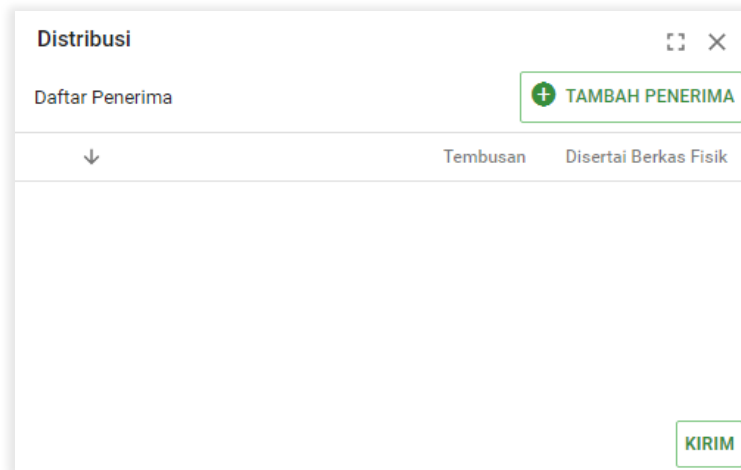 Distribusi
Daftar Penerima
TAMBAH PENERIMA
Tembusan Disertai Berkas Fisik
KIRIM